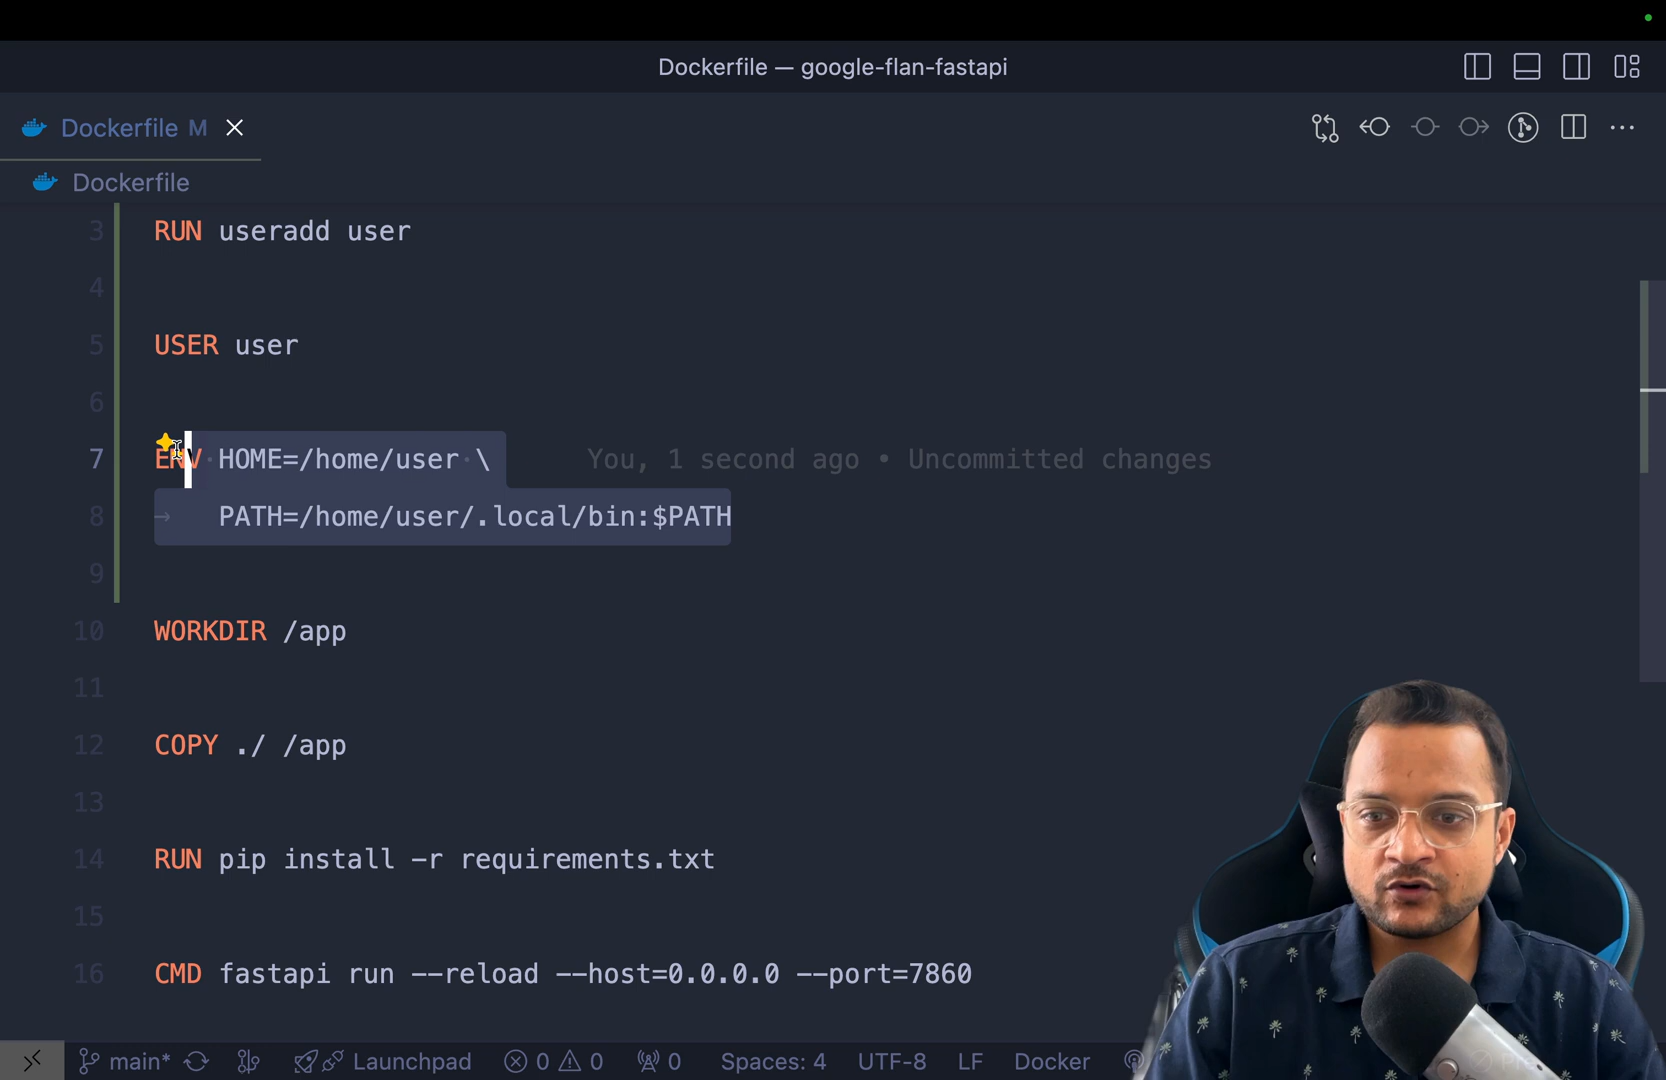 Dockerfile — google-flan-fastapi
Dockerfile M
Dockerfile
3 RUN useradd user
4
5 USER user
6
7 ENV HOME=/home/user \ You, 1 second ago • Uncommitted changes
8 PATH=/home/user/.local/bin:$PATH
9
10 WORKDIR /app
11
12 COPY ./ /app
13
14 RUN pip install -r requirements.txt
15
16 CMD fastapi run --reload --host=0.0.0.0 --port=7860
main* Launchpad 0 0 0 Spaces: 4 UTF-8 LF Docker